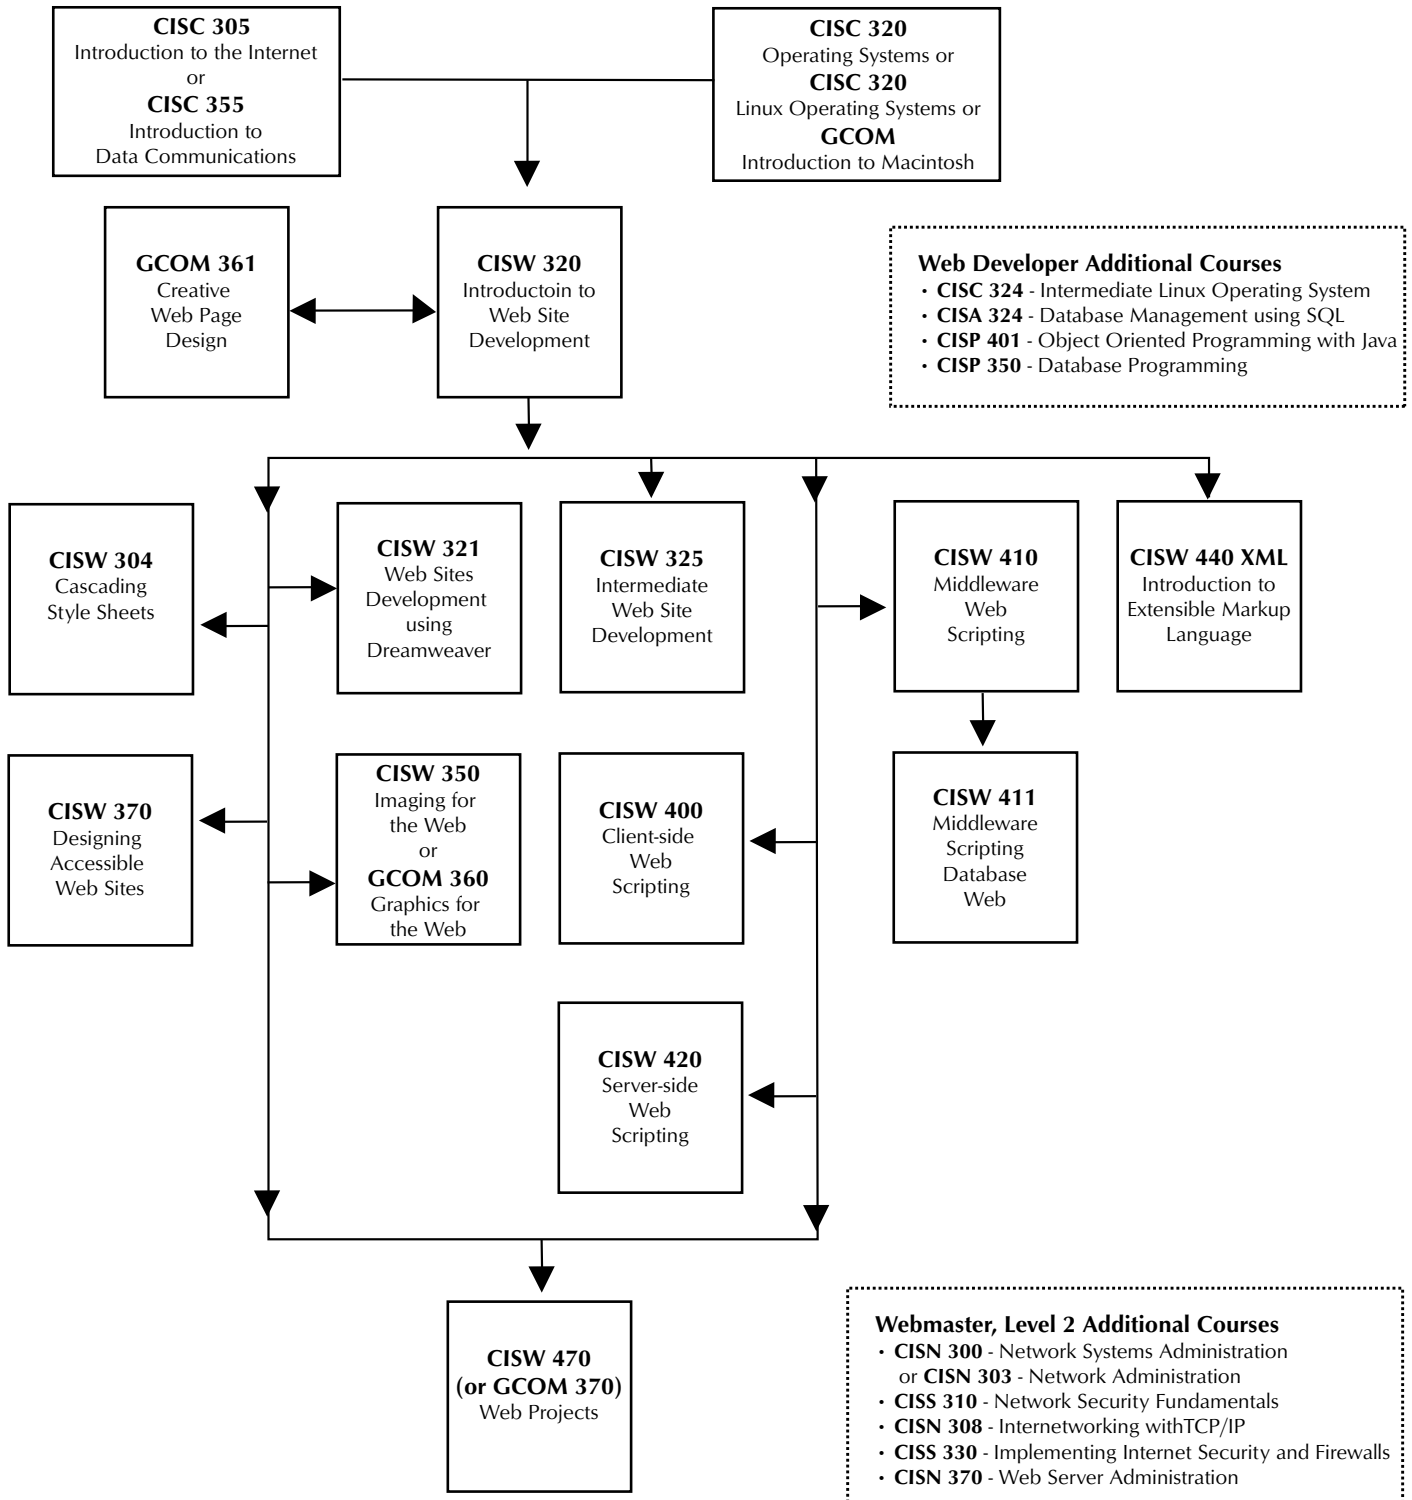 CISC 305
Introduction to the Internet
or
CISC 355
Introduction to
Data Communications
CISC 320
Operating Systems or
CISC 320
Linux Operating Systems or
GCOM
Introduction to Macintosh
GCOM 361
Creative
Web Page
Design
CISW 320
Introductoin to
Web Site
Development
Web Developer Additional Courses
• CISC 324 - Intermediate Linux Operating System
• CISA 324 - Database Management using SQL
• CISP 401 - Object Oriented Programming with Java
• CISP 350 - Database Programming
CISW 304
Cascading
Style Sheets
CISW 321
Web Sites
Development
using
Dreamweaver
CISW 325
Intermediate
Web Site
Development
CISW 410
Middleware
Web
Scripting
CISW 440 XML
Introduction to
Extensible Markup
Language
CISW 370
Designing
Accessible
Web Sites
CISW 350
Imaging for
the Web
or
GCOM 360
Graphics for
the Web
CISW 400
Client-side
Web
Scripting
CISW 411
Middleware
Scripting
Database
Web
CISW 420
Server-side
Web
Scripting
CISW 470
(or GCOM 370)
Web Projects
Webmaster, Level 2 Additional Courses
• CISN 300 - Network Systems Administration
or CISN 303 - Network Administration
• CISS 310 - Network Security Fundamentals
• CISN 308 - Internetworking withTCP/IP
• CISS 330 - Implementing Internet Security and Firewalls
• CISN 370 - Web Server Administration